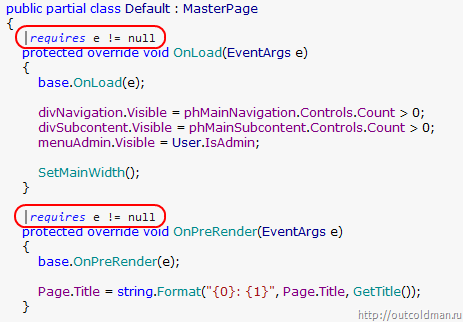 public partial class Default : MasterPage
{
|requires e != null
protected override void OnLoad(EventArgs e)
{
base.OnLoad(e);
divNavigation.Visible = phMainNavigation.Controls.Count > 0;
divSubcontent.Visible = phMainSubcontent.Controls.Count > 0;
menuAdmin.Visible = User.IsAdmin;
SetMainWidth();
}
|requires e != null
protected override void OnPreRender(EventArgs e)
{
base.OnPreRender(e);
Page.Title = string.Format("{0}: {1}", Page.Title, GetTitle());
}
http://outcoldman.ru